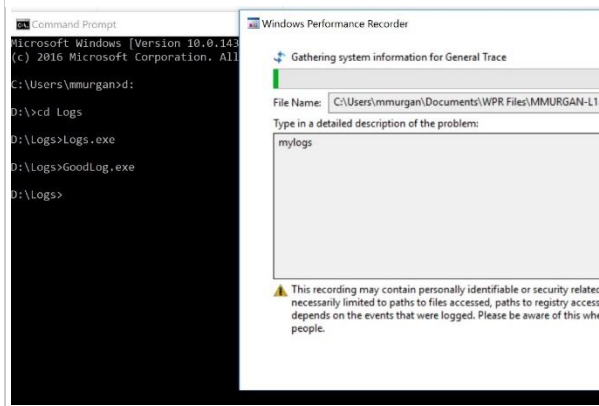 Command Prompt
Microsoft Windows [Version 10.0.143
(c) 2016 Microsoft Corporation. All
C:\Users\mmurgan>d:
D:\>cd Logs
D:\Logs>Logs.exe
D:\Logs>GoodLog.exe
D:\Logs>
Windows Performance Recorder
Gathering system information for General Trace
File Name: C:\Users\mmurgan\Documents\WPR Files\MMURGAN-L1
Type in a detailed description of the problem:
mylogs
This recording may contain personally identifiable or security related
necessarily limited to paths to files accessed, paths to registry access
depends on the events that were logged. Please be aware of this whe
people.